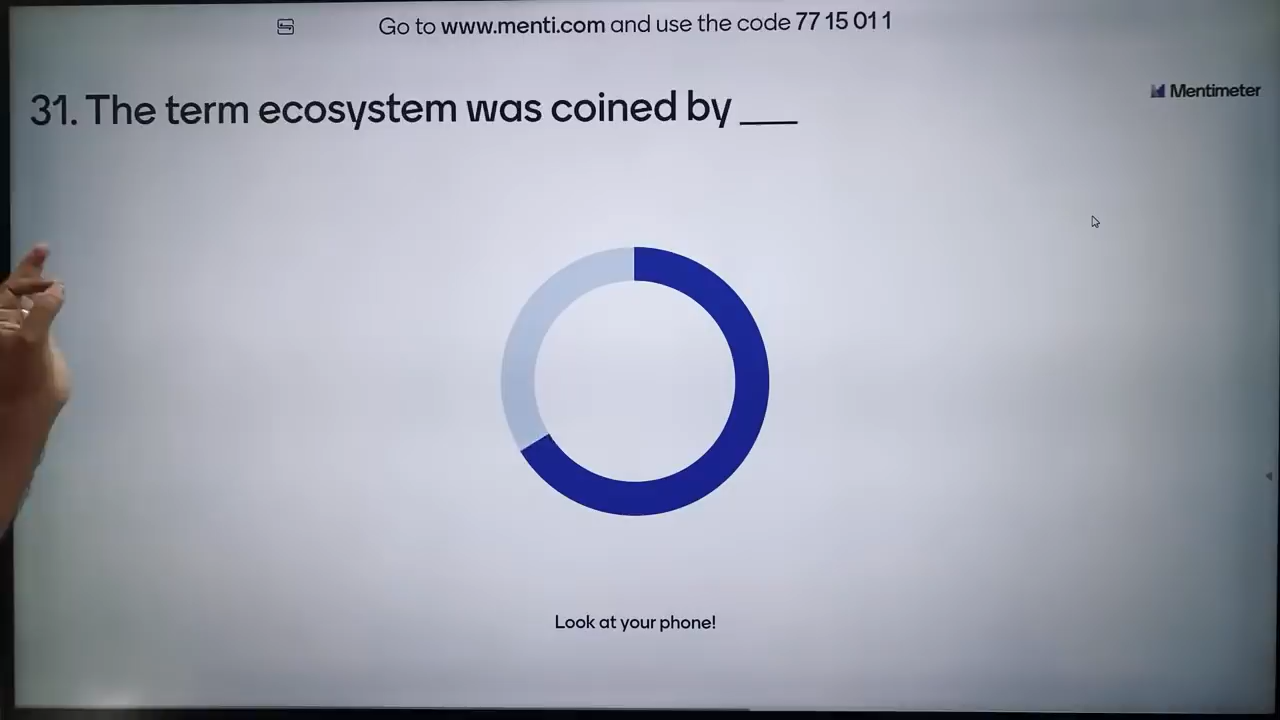 Go to www.menti.com and use the code 77 15 01 1
Mentimeter
31. The term ecosystem was coined by ___
Look at your phone!